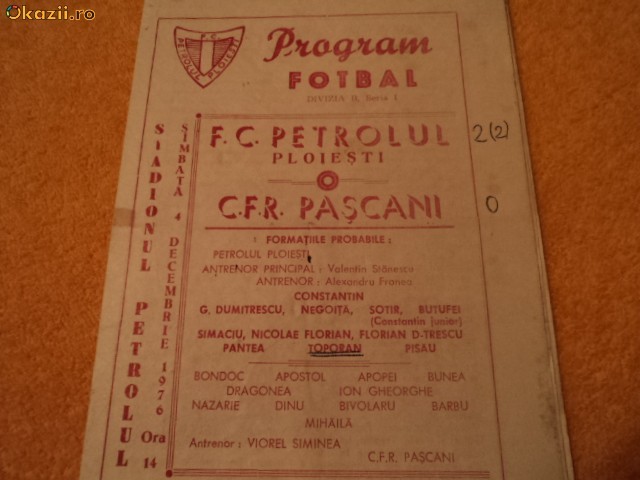 Okazii.ro
F.C.
PETROLUL PLOIEȘTI
Program
FOTBAL
DIVIZIA B, Seria I
STADIONUL PETROLUL
SÎMBĂTĂ 4 DECEMBRIE 1976 Ora 14
F.C. PETROLUL 2(2)
PLOIEȘTI
C.F.R. PAȘCANI 0
FORMAȚIILE PROBABILE :
PETROLUL PLOIEȘTI
ANTRENOR PRINCIPAL : Valentin Stănescu
ANTRENOR : Alexandru Fronea
CONSTANTIN
G. DUMITRESCU, NEGOIȚĂ, SOTIR, BUTUFEI
(Constantin junior)
SIMACIU, NICOLAE FLORIAN, FLORIAN D-TRESCU
PANTEA TOPORAN PISĂU
BONDOC APOSTOL APOPEI BUNEA
DRAGONEA ION GHEORGHE
NAZARIE DINU BIVOLARU BARBU
MIHĂILĂ
Antrenor : VIOREL SIMINEA
C.F.R. PAȘCANI